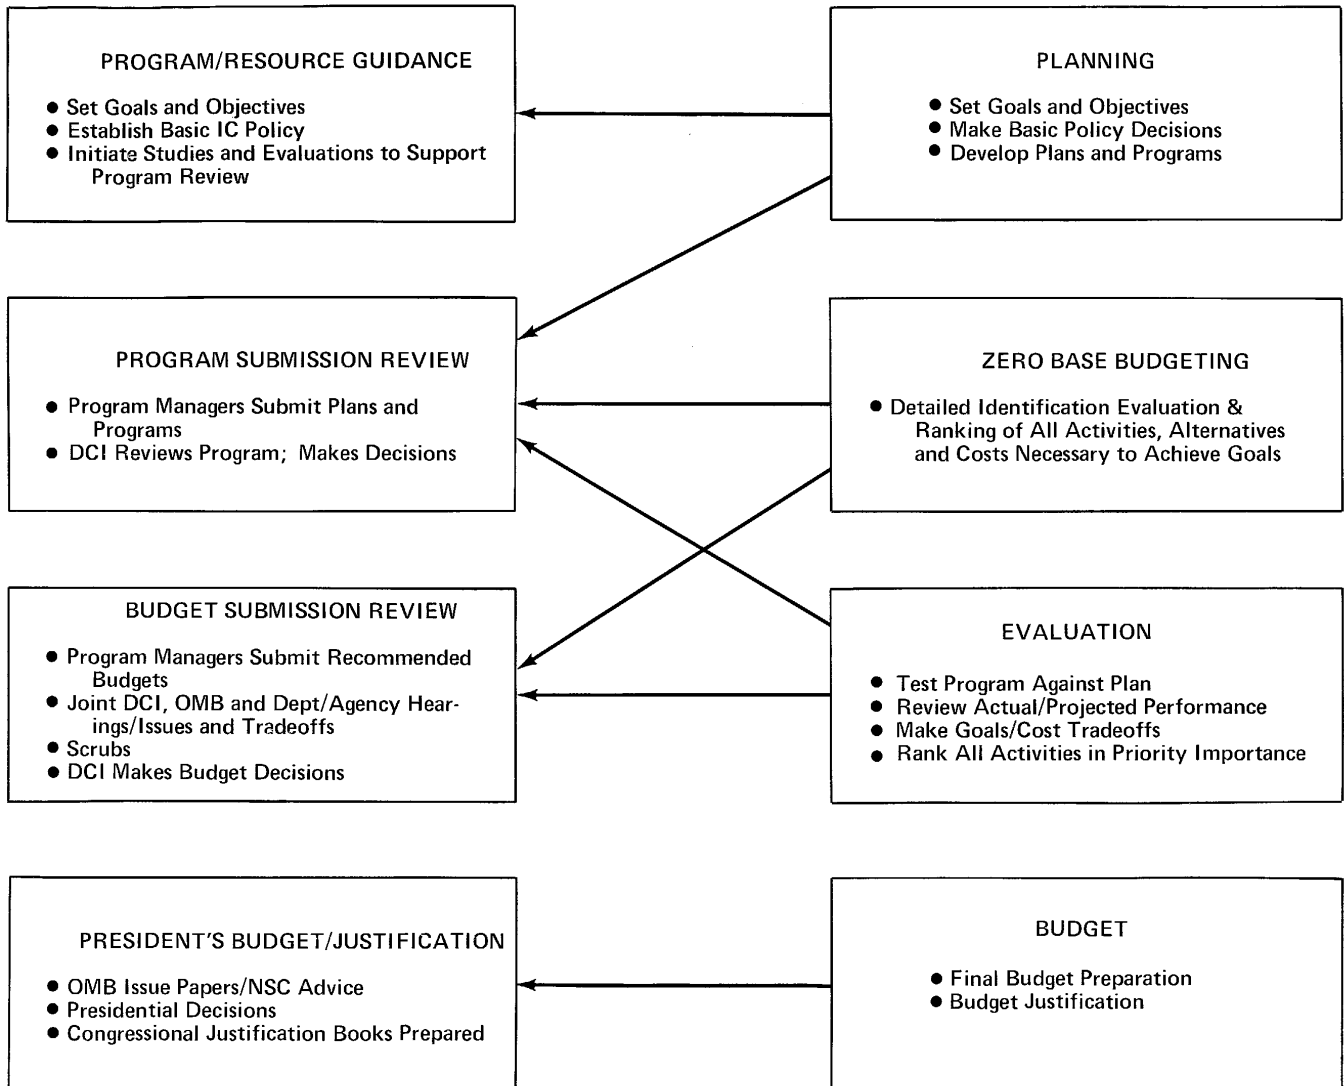 PROGRAM/RESOURCE GUIDANCE
● Set Goals and Objectives
● Establish Basic IC Policy
● Initiate Studies and Evaluations to Support
Program Review
PLANNING
● Set Goals and Objectives
● Make Basic Policy Decisions
● Develop Plans and Programs
PROGRAM SUBMISSION REVIEW
● Program Managers Submit Plans and
Programs
● DCI Reviews Program; Makes Decisions
ZERO BASE BUDGETING
● Detailed Identification Evaluation &
Ranking of All Activities, Alternatives
and Costs Necessary to Achieve Goals
BUDGET SUBMISSION REVIEW
● Program Managers Submit Recommended
Budgets
● Joint DCI, OMB and Dept/Agency Hear-
ings/Issues and Tradeoffs
● Scrubs
● DCI Makes Budget Decisions
EVALUATION
● Test Program Against Plan
● Review Actual/Projected Performance
● Make Goals/Cost Tradeoffs
● Rank All Activities in Priority Importance
PRESIDENT'S BUDGET/JUSTIFICATION
● OMB Issue Papers/NSC Advice
● Presidential Decisions
● Congressional Justification Books Prepared
BUDGET
● Final Budget Preparation
● Budget Justification